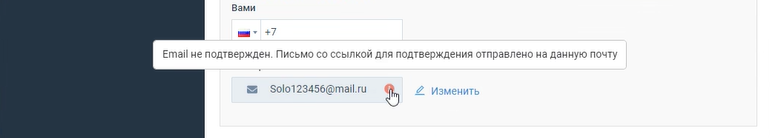 Вами
+7
Email не подтвержден. Письмо со ссылкой для подтверждения отправлено на данную почту
Solo123456@mail.ru
Изменить